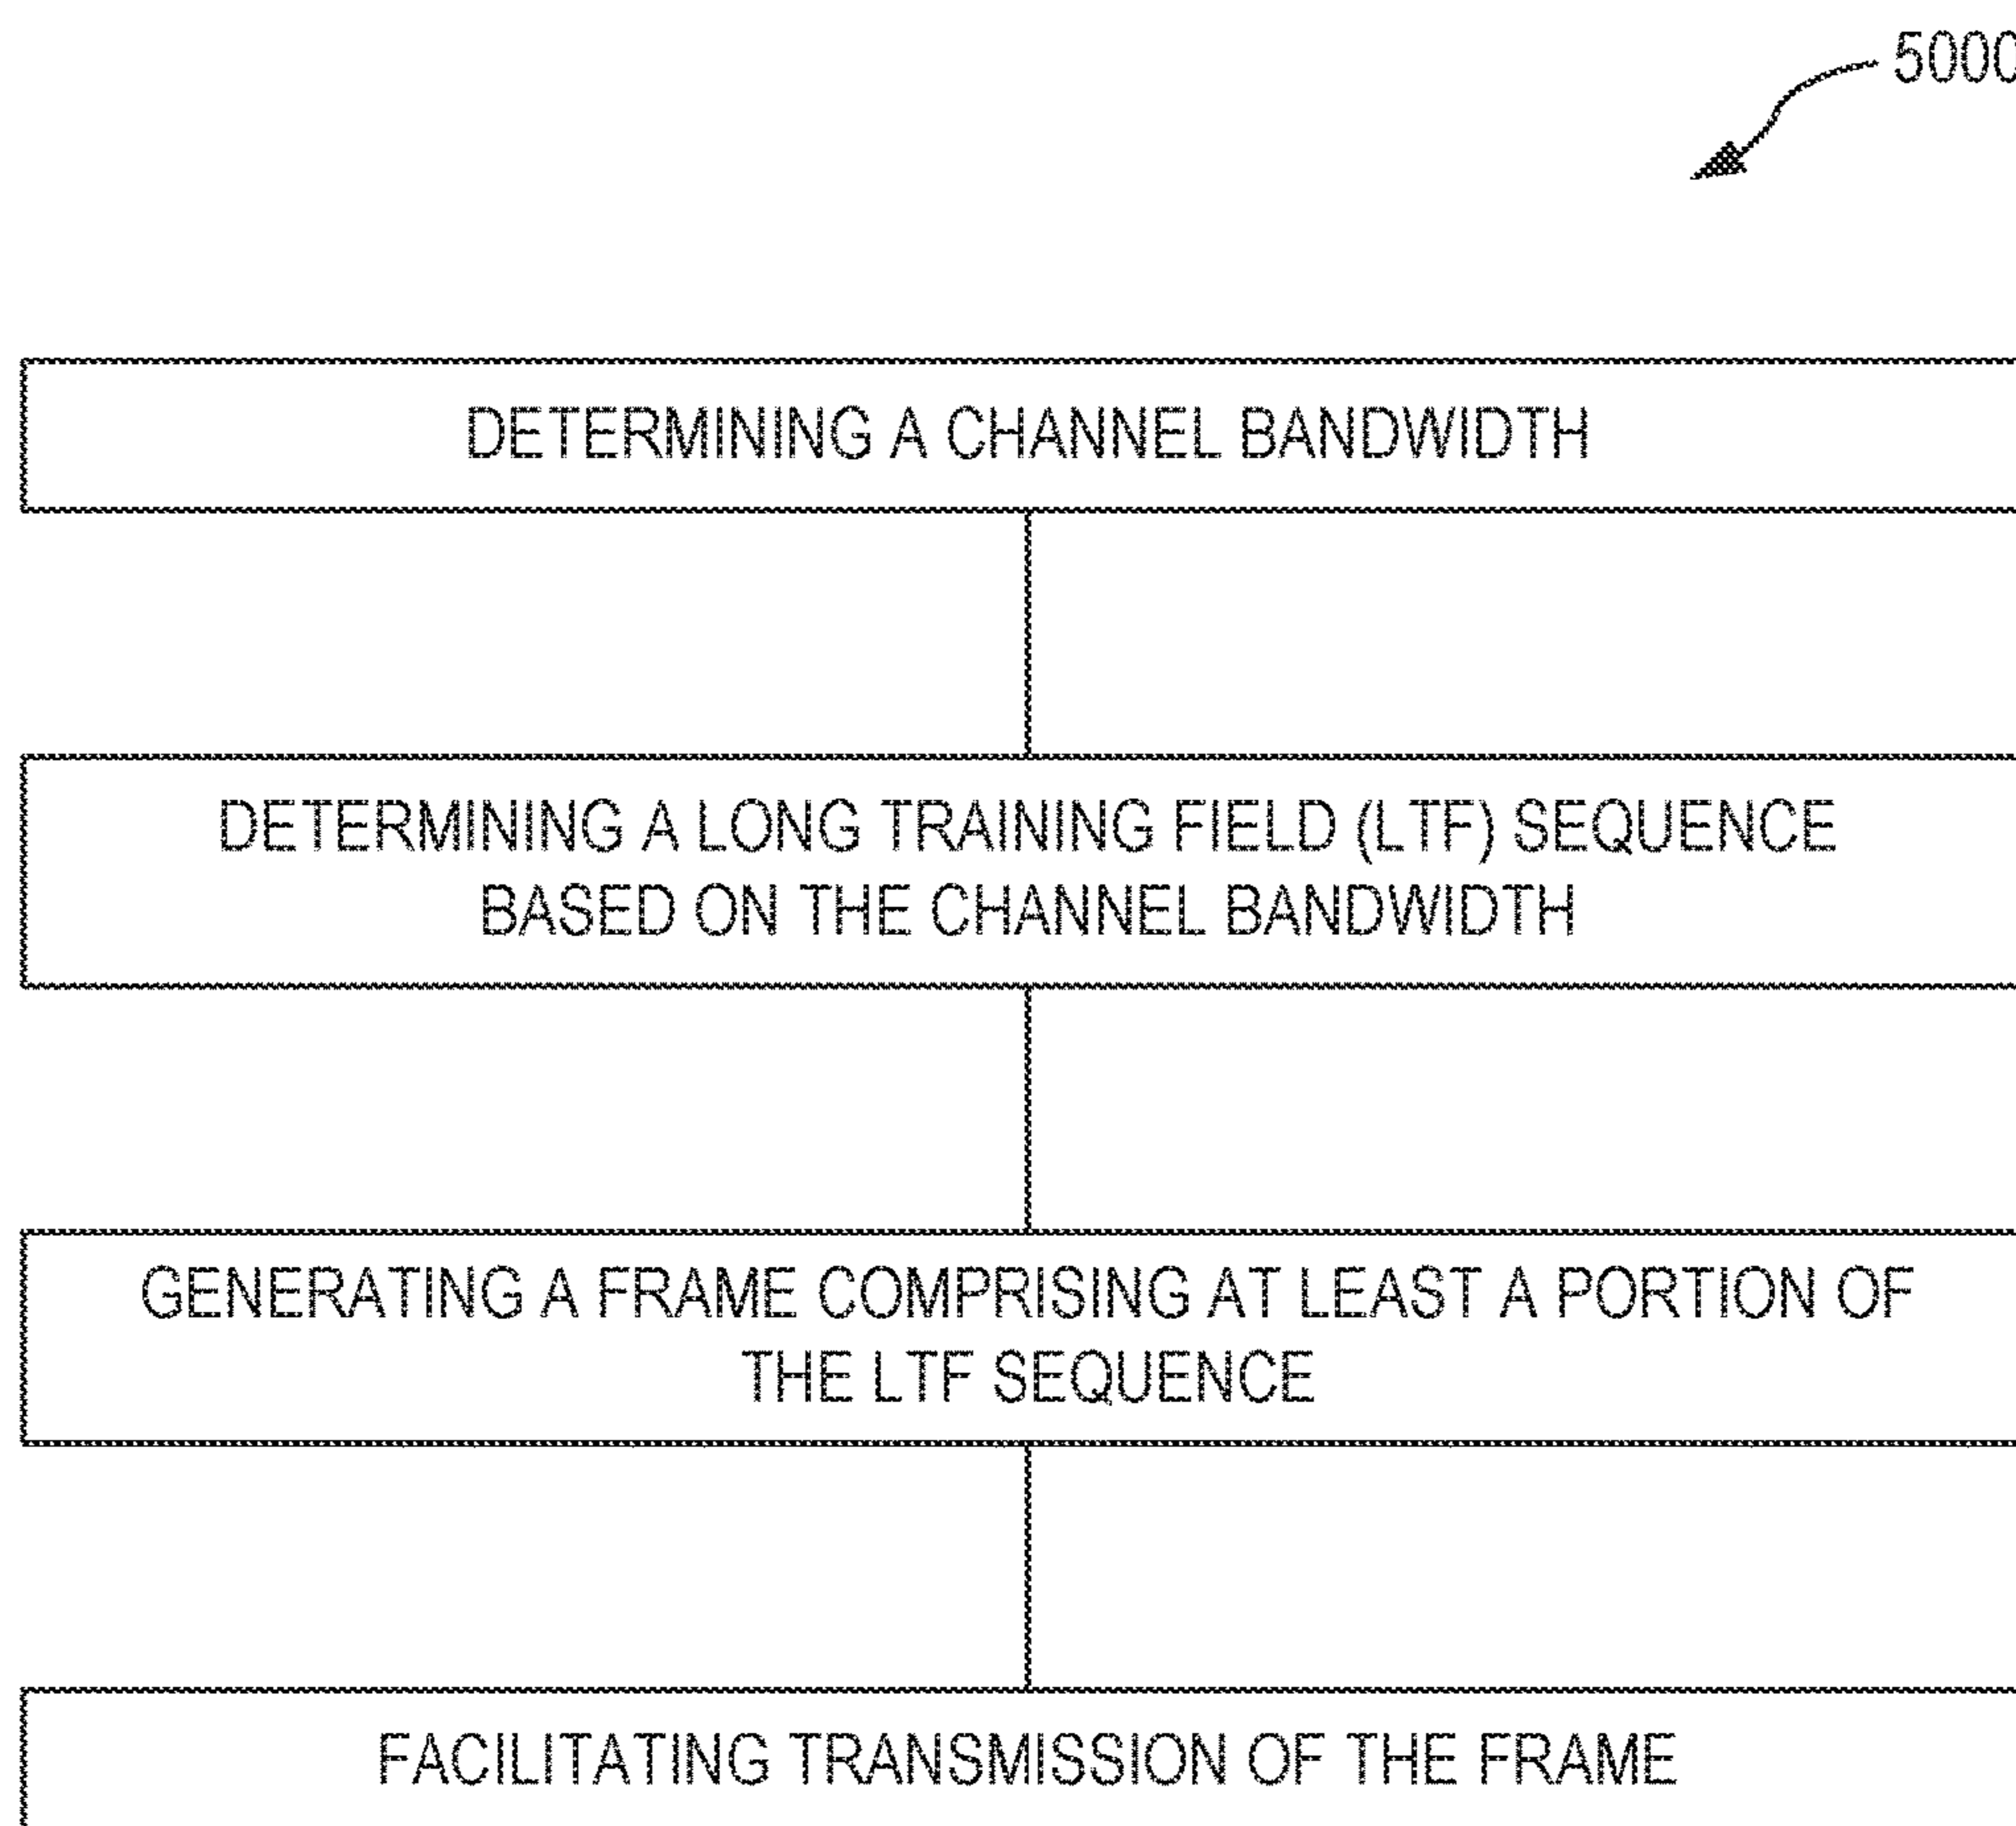 5000
DETERMINING A CHANNEL BANDWIDTH
DETERMINING A LONG TRAINING FIELD (LTF) SEQUENCE
BASED ON THE CHANNEL BANDWIDTH
GENERATING A FRAME COMPRISING AT LEAST A PORTION OF
THE LTF SEQUENCE
FACILITATING TRANSMISSION OF THE FRAME